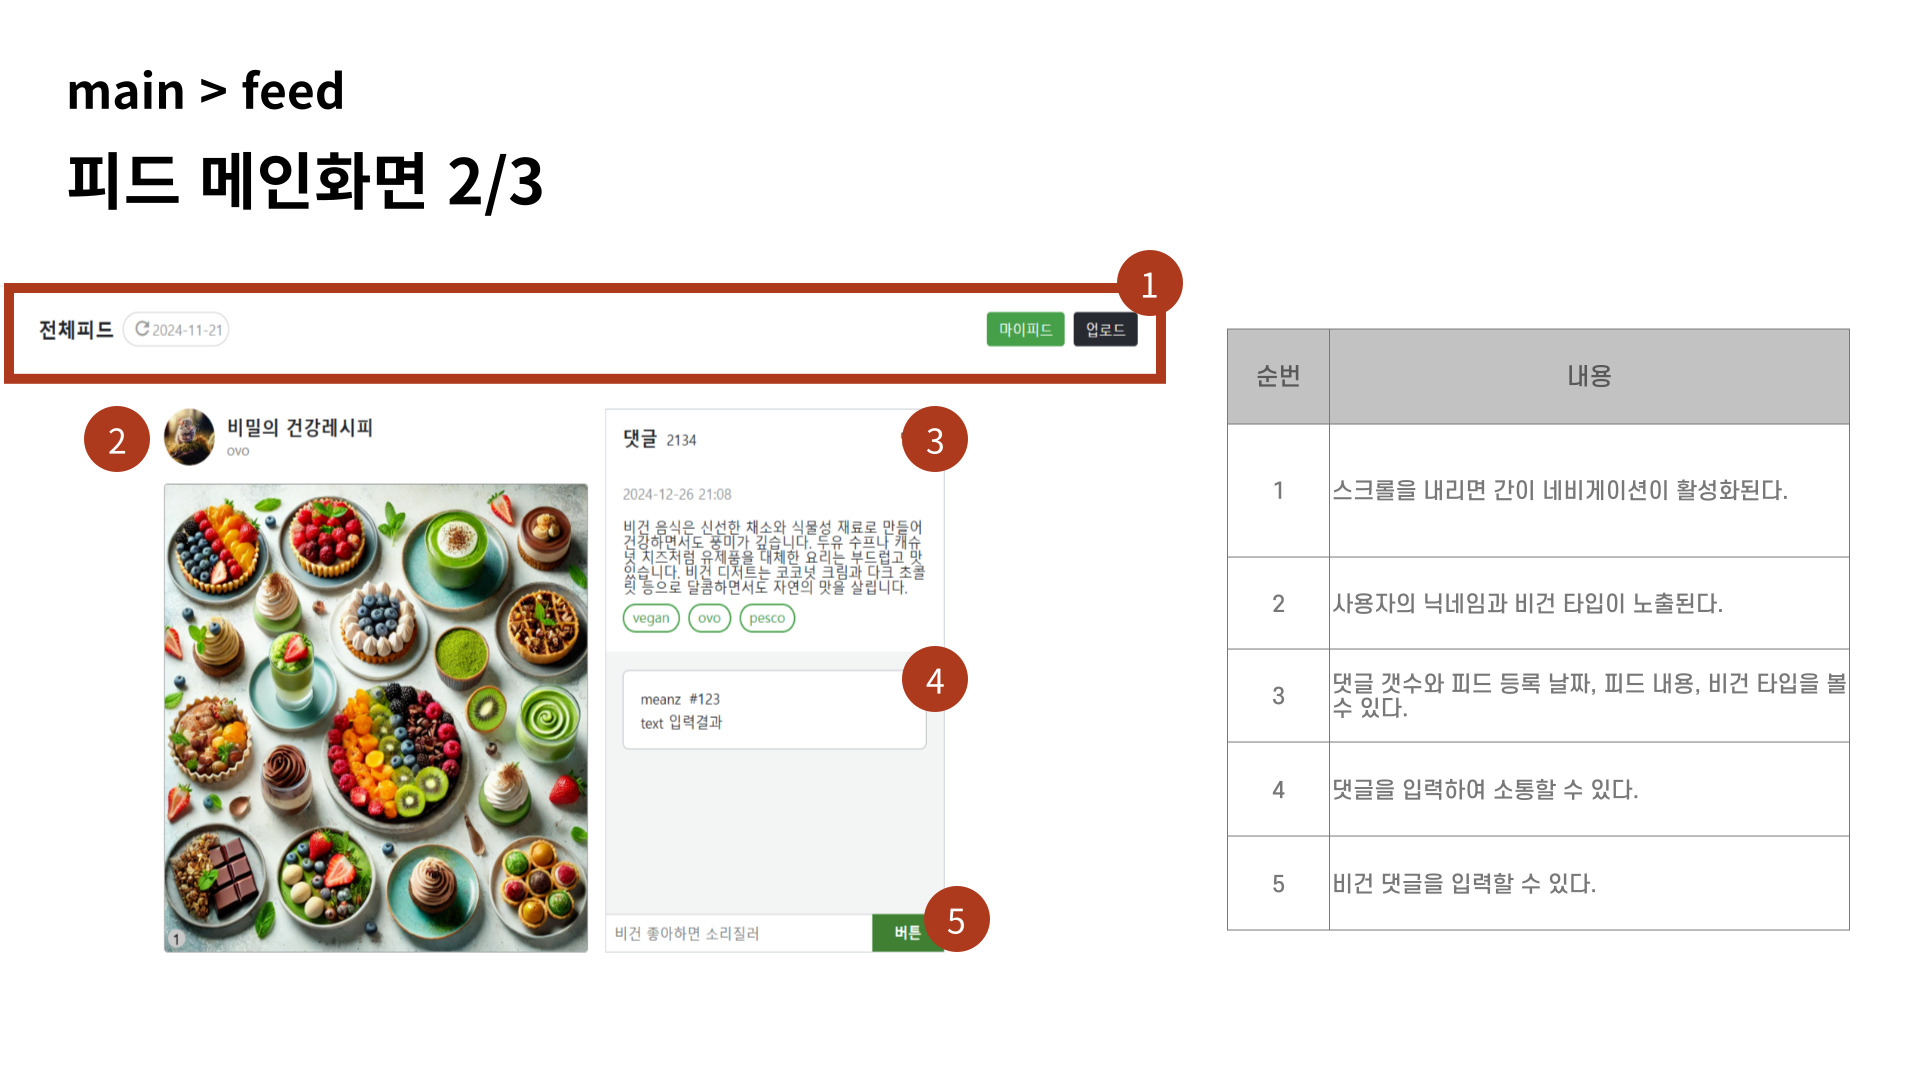 main > feed
피드 메인화면 2/3
1
전체피드 2024-11-21 마이피드 업로드
2
비밀의 건강레시피
ovo
1
댓글 2134
3
2024-12-26 21:08
비건 음식은 신선한 채소와 식물성 재료로 만들어
건강하면서도 풍미가 깊습니다. 두유 수프나 캐슈
넛 치즈처럼 유제품을 대체한 요리는 부드럽고 맛
있습니다. 비건 디저트는 코코넛 크림과 다크 초콜
릿 등으로 달콤하면서도 자연의 맛을 살립니다.
vegan ovo pesco
4
meanz #123
text 입력결과
비건 좋아하면 소리질러 버튼
5
순번 내용
1 스크롤을 내리면 간이 네비게이션이 활성화된다.
2 사용자의 닉네임과 비건 타입이 노출된다.
3 댓글 갯수와 피드 등록 날짜, 피드 내용, 비건 타입을 볼
수 있다.
4 댓글을 입력하여 소통할 수 있다.
5 비건 댓글을 입력할 수 있다.